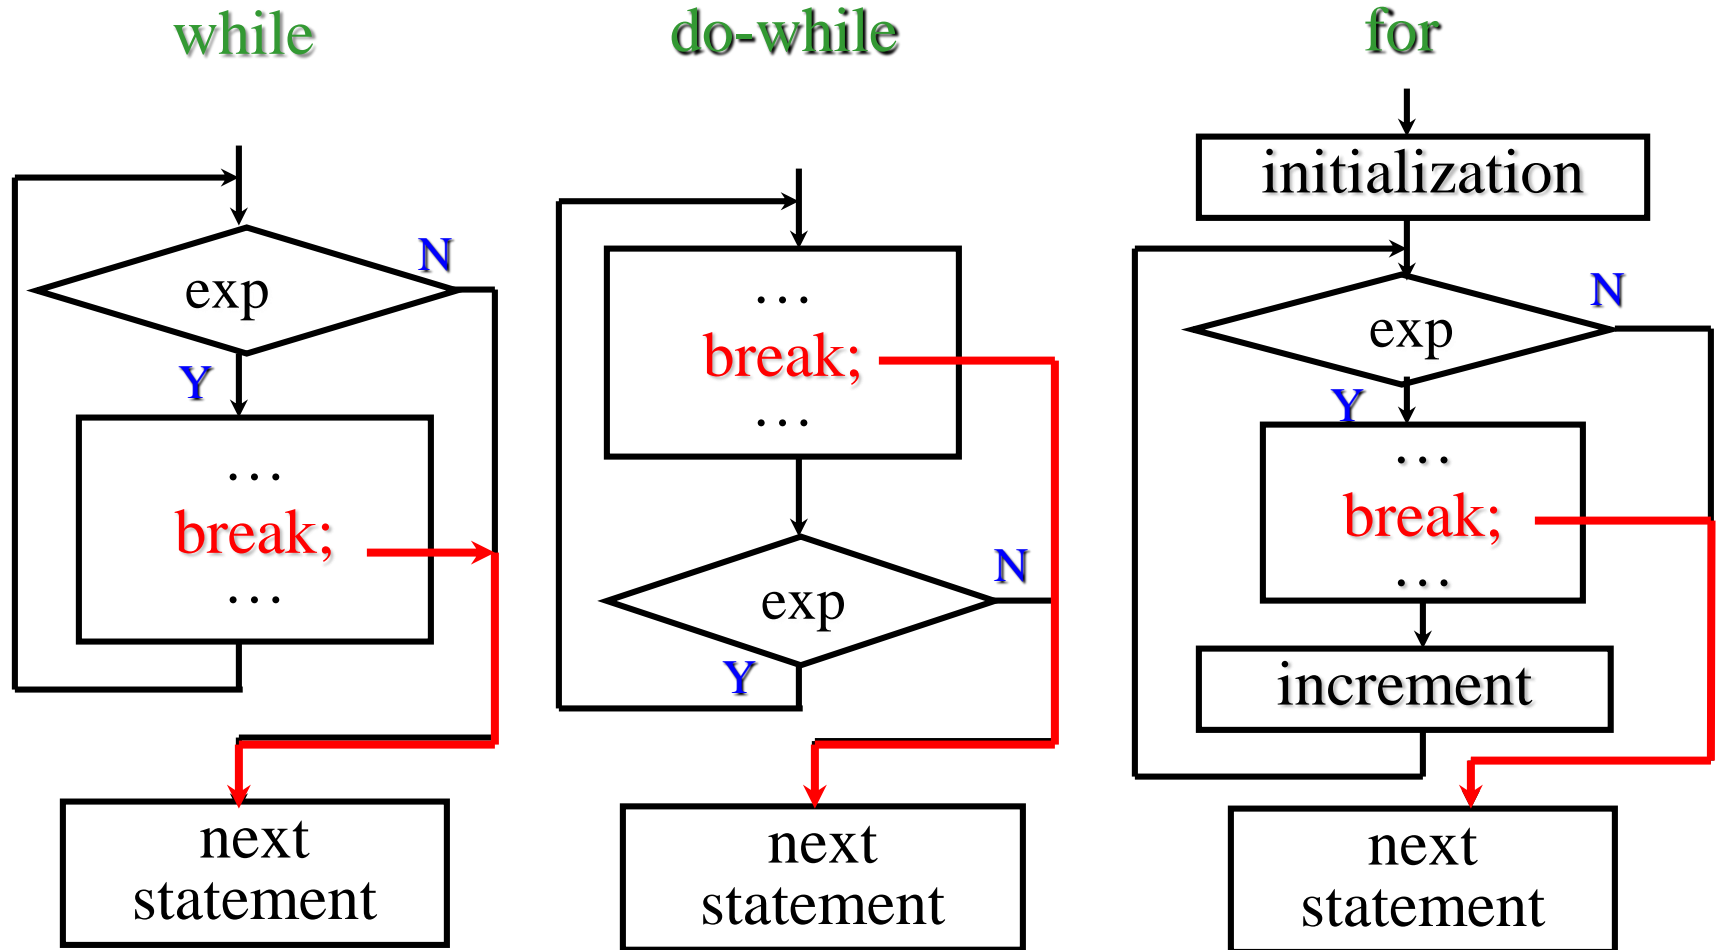 while
exp
N
Y
…
break;
…
next
statement
do-while
…
break;
…
exp
N
Y
next
statement
for
initialization
exp
N
Y
…
break;
…
increment
next
statement